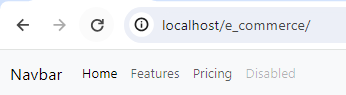 localhost/e_commerce/
Navbar Home Features Pricing Disabled